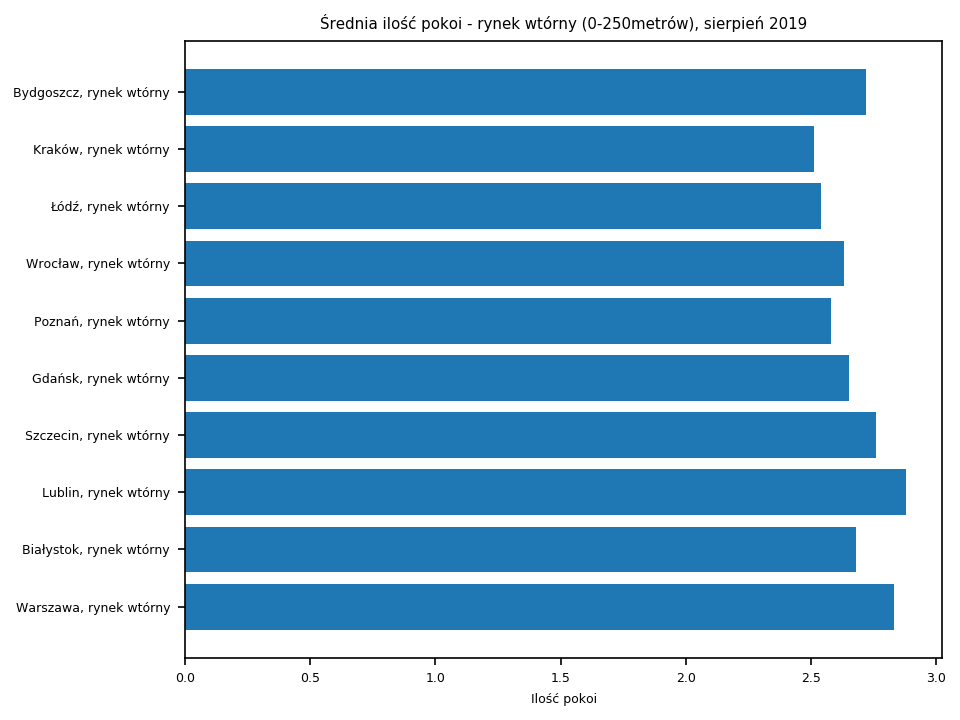 Średnia ilość pokoi - rynek wtórny (0-250metrów), sierpień 2019
Bydgoszcz, rynek wtórny
Kraków, rynek wtórny
Łódź, rynek wtórny
Wrocław, rynek wtórny
Poznań, rynek wtórny
Gdańsk, rynek wtórny
Szczecin, rynek wtórny
Lublin, rynek wtórny
Białystok, rynek wtórny
Warszawa, rynek wtórny
0.0 0.5 1.0 1.5 2.0 2.5 3.0
Ilość pokoi